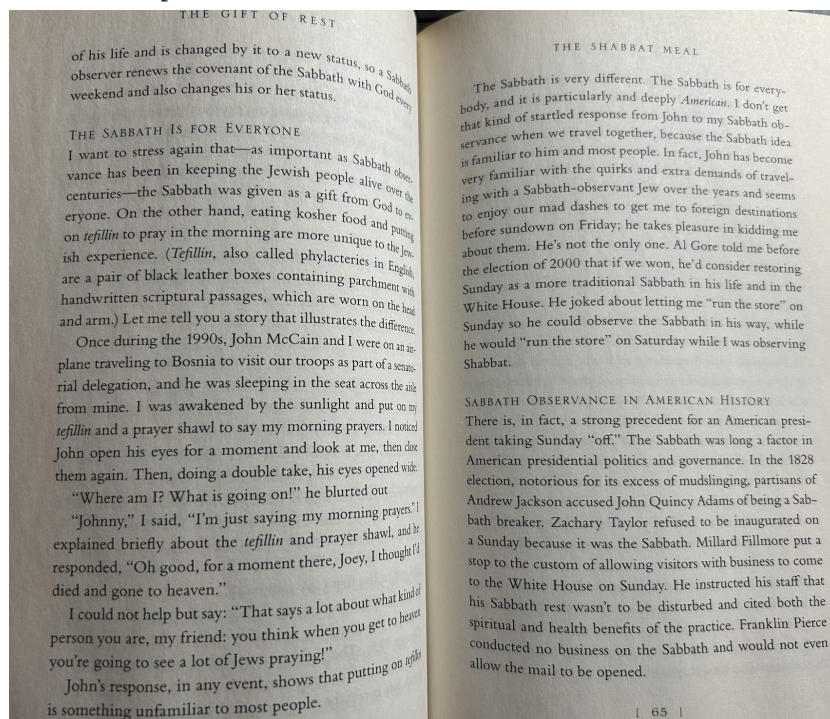 THE GIFT OF REST
of his life and is changed by it to a new status, so a Sabbath
observer renews the covenant of the Sabbath with God every
weekend and also changes his or her status.
THE SABBATH IS FOR EVERYONE
I want to stress again that—as important as Sabbath obser-
vance has been in keeping the Jewish people alive over the
centuries—the Sabbath was given as a gift from God to ev-
eryone. On the other hand, eating kosher food and putting
on tefillin to pray in the morning are more unique to the Jew-
ish experience. (Tefillin, also called phylacteries in English,
are a pair of black leather boxes containing parchment with
handwritten scriptural passages, which are worn on the head
and arm.) Let me tell you a story that illustrates the difference.
Once during the 1990s, John McCain and I were on an air-
plane traveling to Bosnia to visit our troops as part of a senato-
rial delegation, and he was sleeping in the seat across the aisle
from mine. I was awakened by the sunlight and put on my
tefillin and a prayer shawl to say my morning prayers. I noticed
John open his eyes for a moment and look at me, then close
them again. Then, doing a double take, his eyes opened wide.
"Where am I? What is going on!" he blurted out
"Johnny," I said, "I'm just saying my morning prayers." I
explained briefly about the tefillin and prayer shawl, and he
responded, "Oh good, for a moment there, Joey, I thought I'd
died and gone to heaven."
I could not help but say: "That says a lot about what kind of
person you are, my friend: you think when you get to heaven
you're going to see a lot of Jews praying!"
John's response, in any event, shows that putting on tefillin
is something unfamiliar to most people.
THE SHABBAT MEAL
The Sabbath is very different. The Sabbath is for every-
body, and it is particularly and deeply American. I don't get
that kind of startled response from John to my Sabbath ob-
servance when we travel together, because the Sabbath idea
is familiar to him and most people. In fact, John has become
very familiar with the quirks and extra demands of travel-
ing with a Sabbath-observant Jew over the years and seems
to enjoy our mad dashes to get me to foreign destinations
before sundown on Friday; he takes pleasure in kidding me
about them. He's not the only one. Al Gore told me before
the election of 2000 that if we won, he'd consider restoring
Sunday as a more traditional Sabbath in his life and in the
White House. He joked about letting me "run the store" on
Sunday so he could observe the Sabbath in his way, while
he would "run the store" on Saturday while I was observing
Shabbat.
SABBATH OBSERVANCE IN AMERICAN HISTORY
There is, in fact, a strong precedent for an American presi-
dent taking Sunday "off." The Sabbath was long a factor in
American presidential politics and governance. In the 1828
election, notorious for its excess of mudslinging, partisans of
Andrew Jackson accused John Quincy Adams of being a Sab-
bath breaker. Zachary Taylor refused to be inaugurated on
a Sunday because it was the Sabbath. Millard Fillmore put a
stop to the custom of allowing visitors with business to come
to the White House on Sunday. He instructed his staff that
his Sabbath rest wasn't to be disturbed and cited both the
spiritual and health benefits of the practice. Franklin Pierce
conducted no business on the Sabbath and would not even
allow the mail to be opened.
[ 65 ]